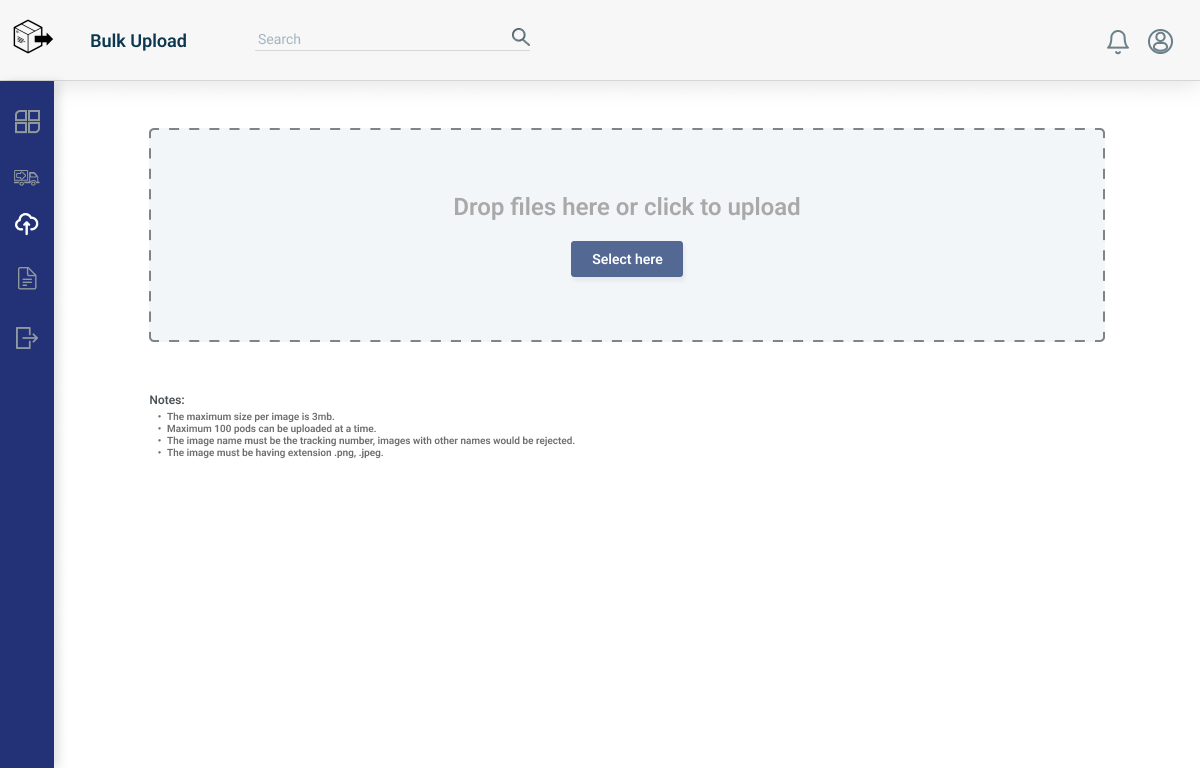 Bulk Upload
Search
Drop files here or click to upload
Select here
Notes:
• The maximum size per image is 3mb.
• Maximum 100 pods can be uploaded at a time.
• The image name must be the tracking number, images with other names would be rejected.
• The image must be having extension .png, .jpeg.